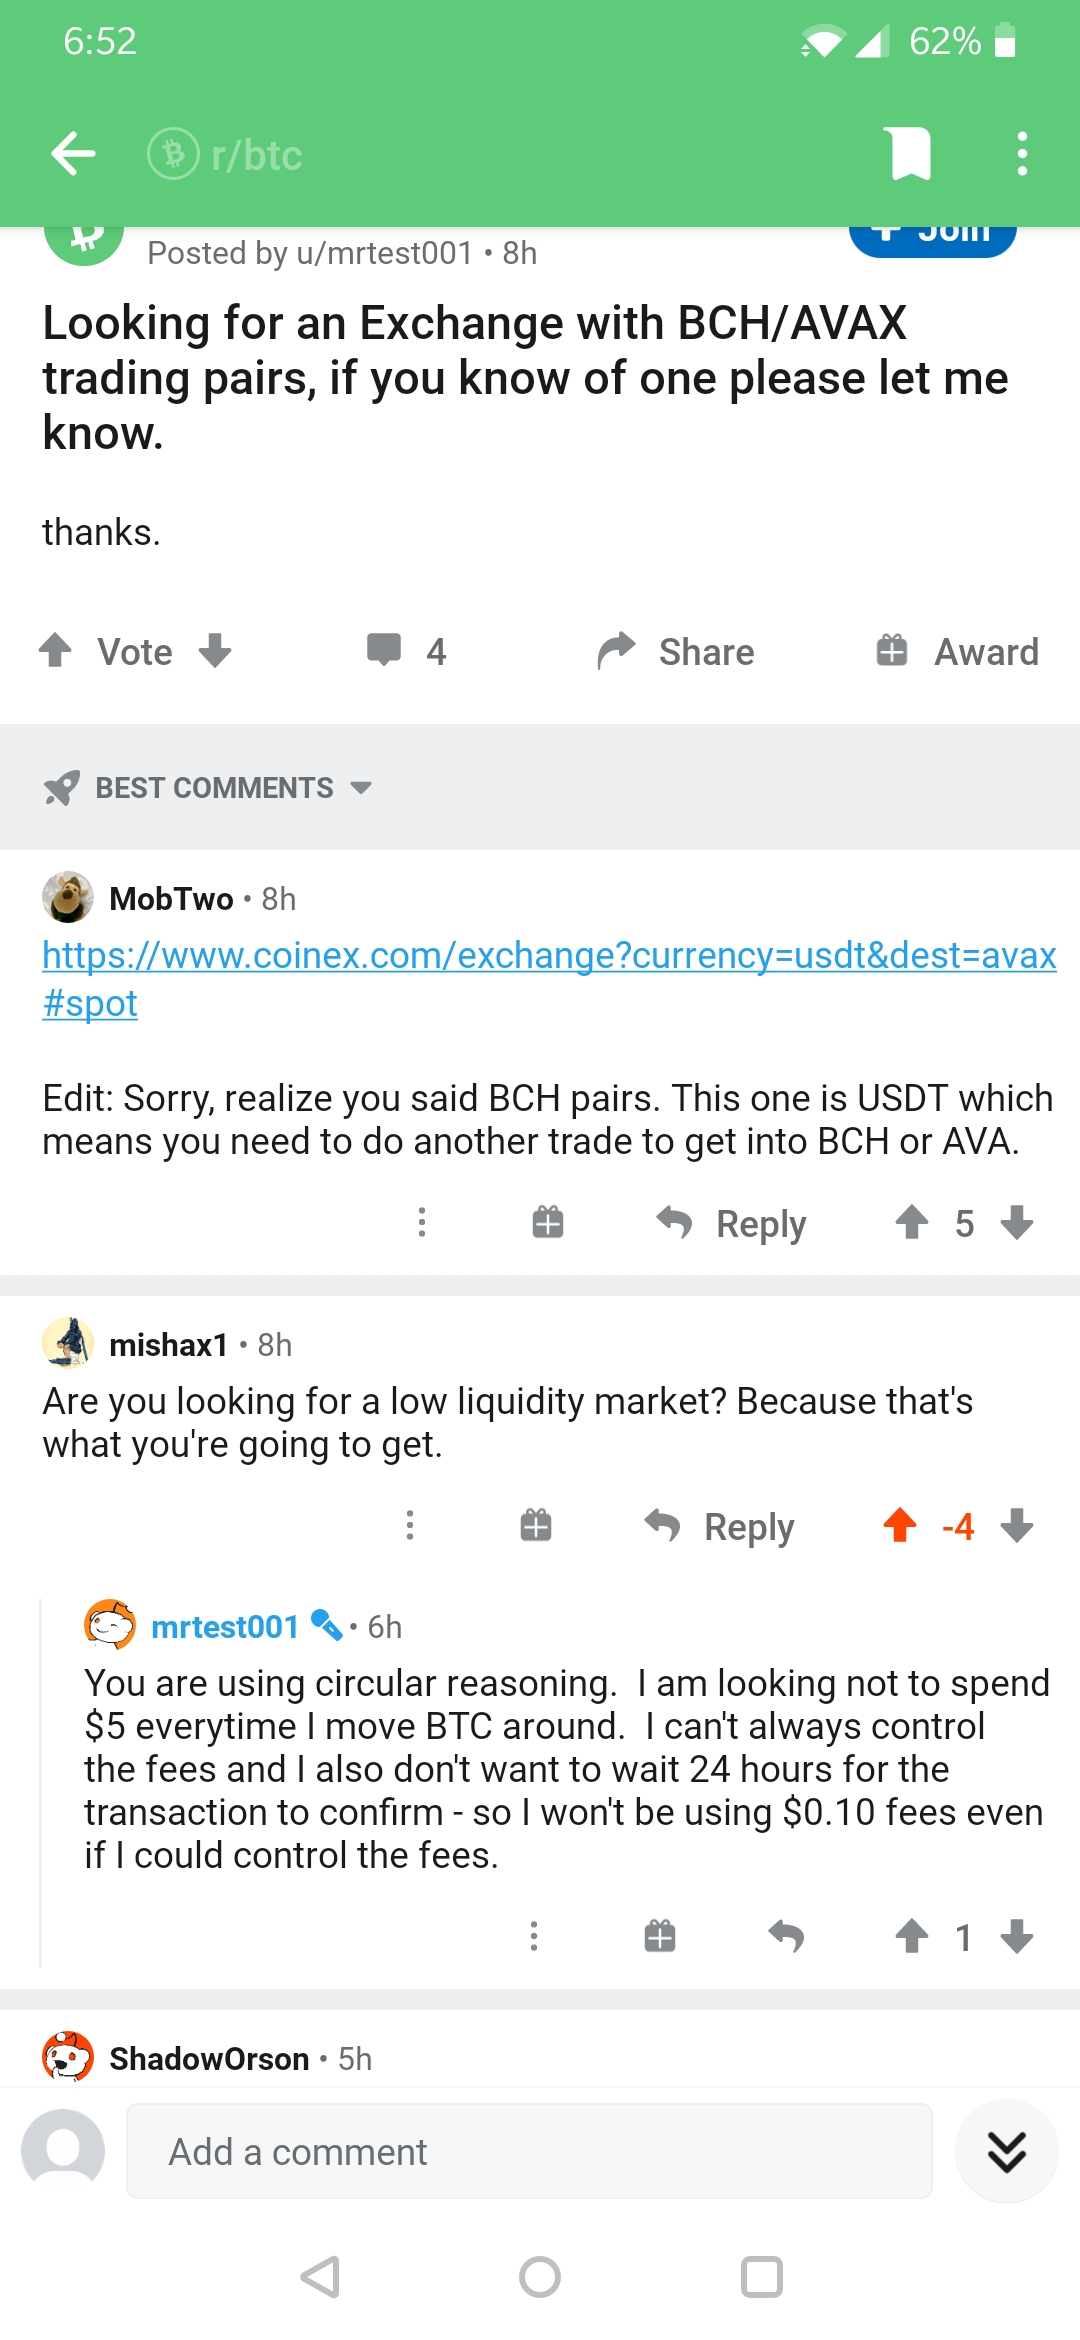 6:52
62%
r/btc
Posted by u/mrtest001 • 8h
Join
Looking for an Exchange with BCH/AVAX
trading pairs, if you know of one please let me
know.
thanks.
Vote
4
Share
Award
BEST COMMENTS
MobTwo • 8h
https://www.coinex.com/exchange?currency=usdt&dest=avax
#spot
Edit: Sorry, realize you said BCH pairs. This one is USDT which
means you need to do another trade to get into BCH or AVA.
Reply
5
mishax1 • 8h
Are you looking for a low liquidity market? Because that's
what you're going to get.
Reply
-4
mrtest001 • 6h
You are using circular reasoning.  I am looking not to spend
$5 everytime I move BTC around.  I can't always control
the fees and I also don't want to wait 24 hours for the
transaction to confirm - so I won't be using $0.10 fees even
if I could control the fees.
1
ShadowOrson • 5h
Add a comment